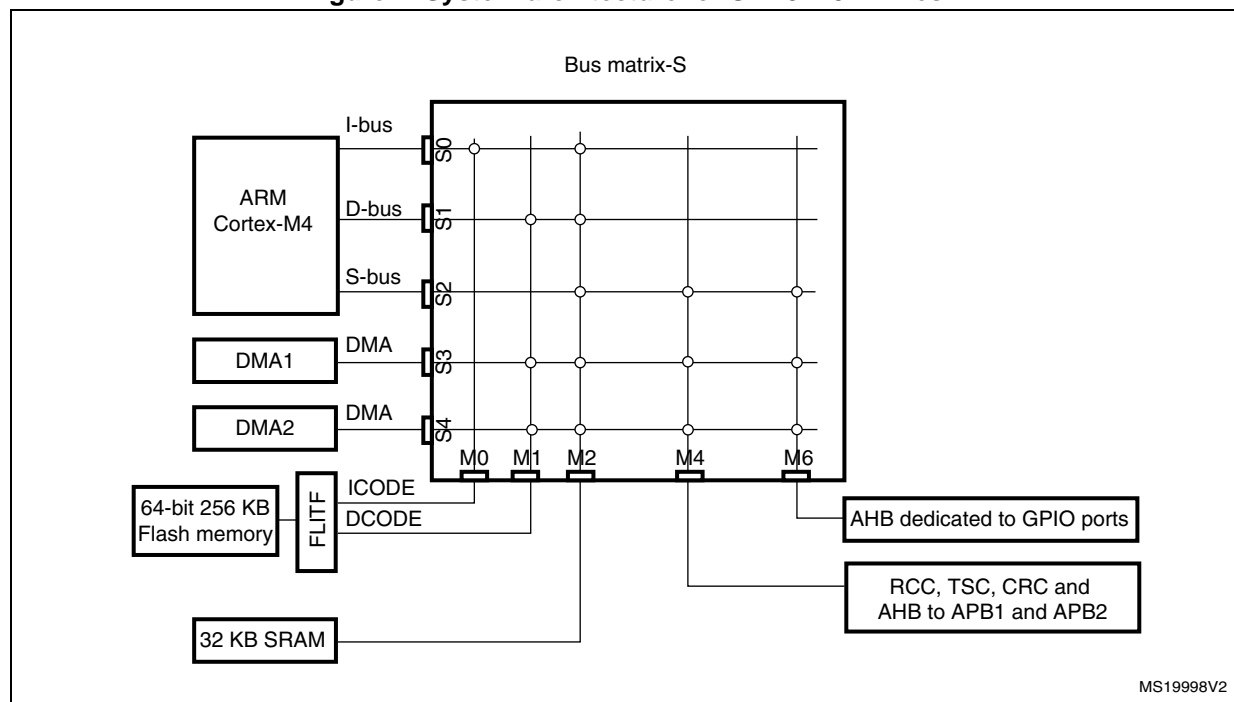 Bus matrix-S
I-bus
S0
ARM
Cortex-M4
D-bus
S1
S-bus
S2
DMA1
DMA
S3
DMA2
DMA
S4
M0 M1 M2 M4 M6
ICODE
64-bit 256 KB
Flash memory
FLITF
DCODE
AHB dedicated to GPIO ports
RCC, TSC, CRC and
AHB to APB1 and APB2
32 KB SRAM
MS19998V2